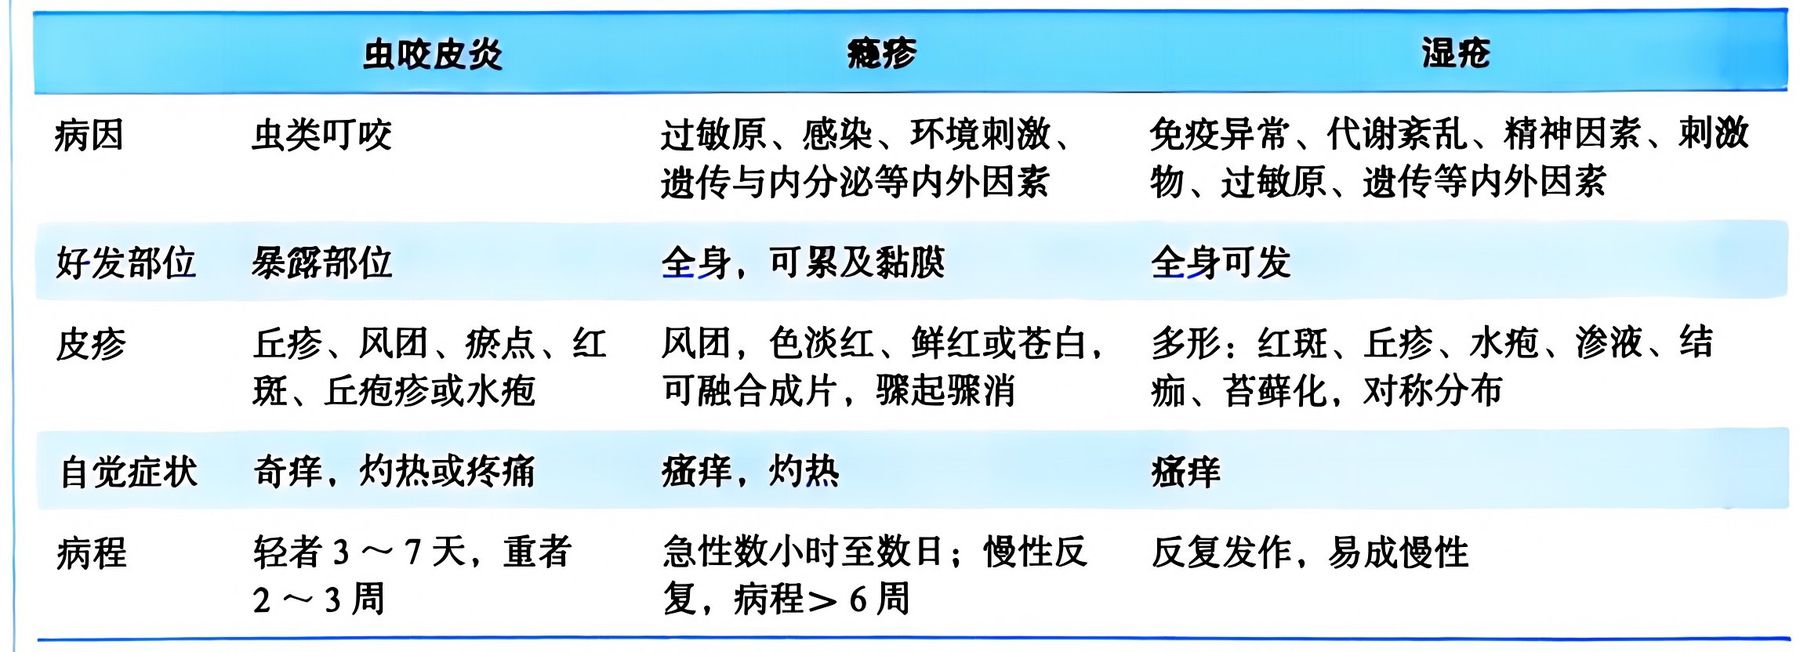 虫咬皮炎 瘾疹 湿疮
病因 虫类叮咬 过敏原、感染、环境刺激、 免疫异常、代谢紊乱、精神因素、刺激
遗传与内分泌等内外因素 物、过敏原、遗传等内外因素
好发部位 暴露部位 全身，可累及黏膜 全身可发
皮疹 丘疹、风团、瘀点、红 风团，色淡红、鲜红或苍白， 多形：红斑、丘疹、水疱、渗液、结
斑、丘疱疹或水疱 可融合成片，骤起骤消 痂、苔藓化，对称分布
自觉症状 奇痒，灼热或疼痛 瘙痒，灼热 瘙痒
病程 轻者 3～7 天，重者 急性数小时至数日；慢性反 反复发作，易成慢性
2～3 周 复，病程＞6 周